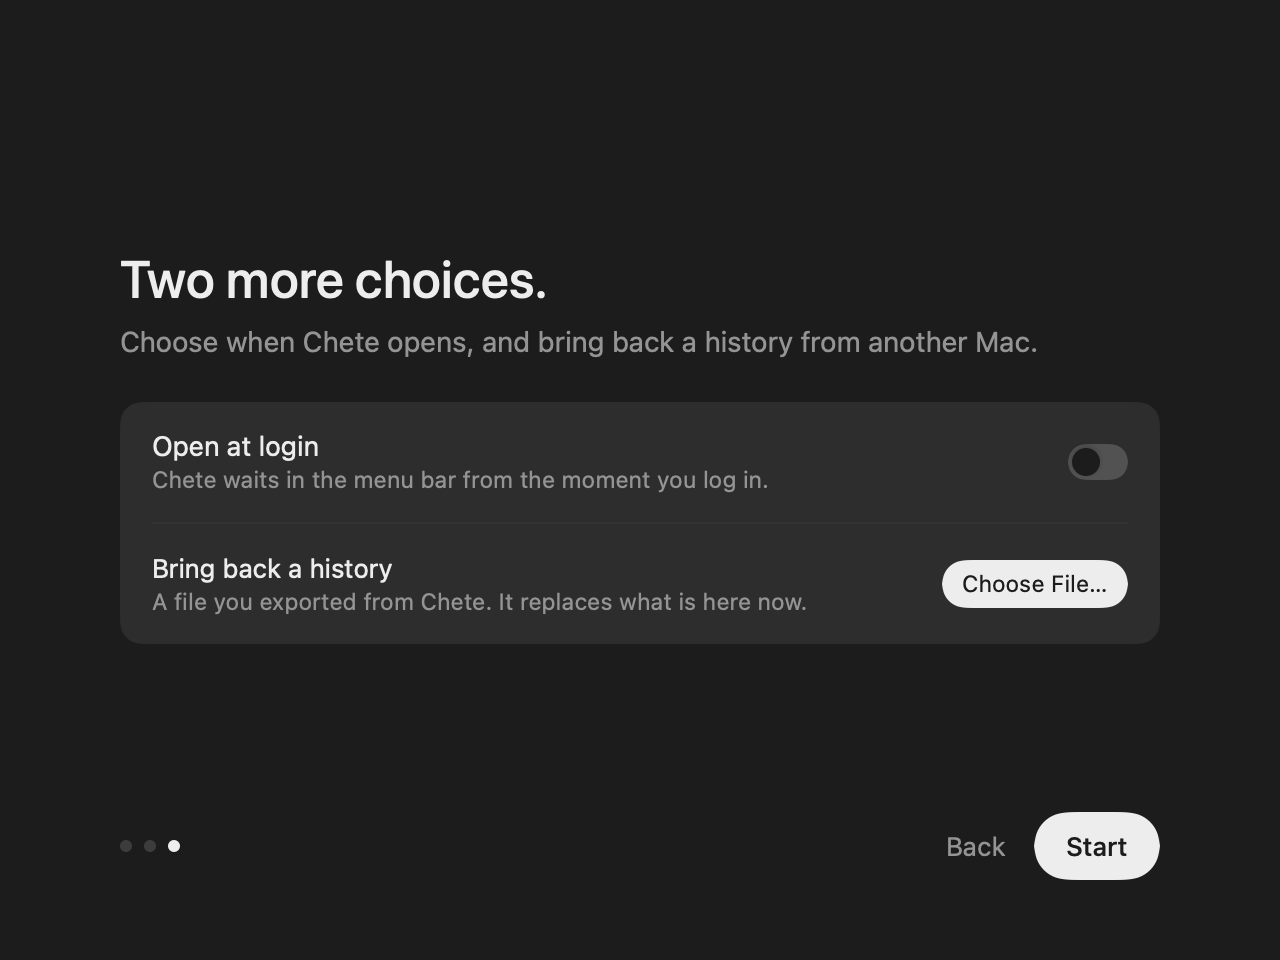 Two more choices.
Choose when Chete opens, and bring back a history from another Mac.
Open at login
Chete waits in the menu bar from the moment you log in.
Bring back a history
A file you exported from Chete. It replaces what is here now.
Choose File...
Back
Start